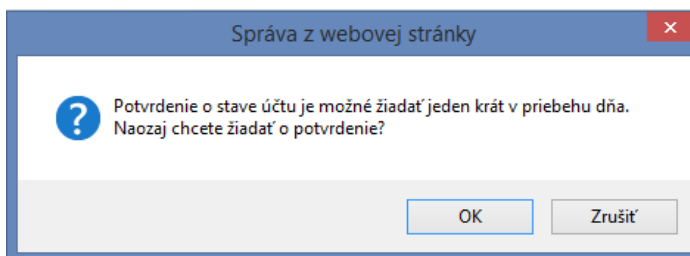 Správa z webovej stránky
Potvrdenie o stave účtu je možné žiadať jeden krát v priebehu dňa.
Naozaj chcete žiadať o potvrdenie?
OK
Zrušiť